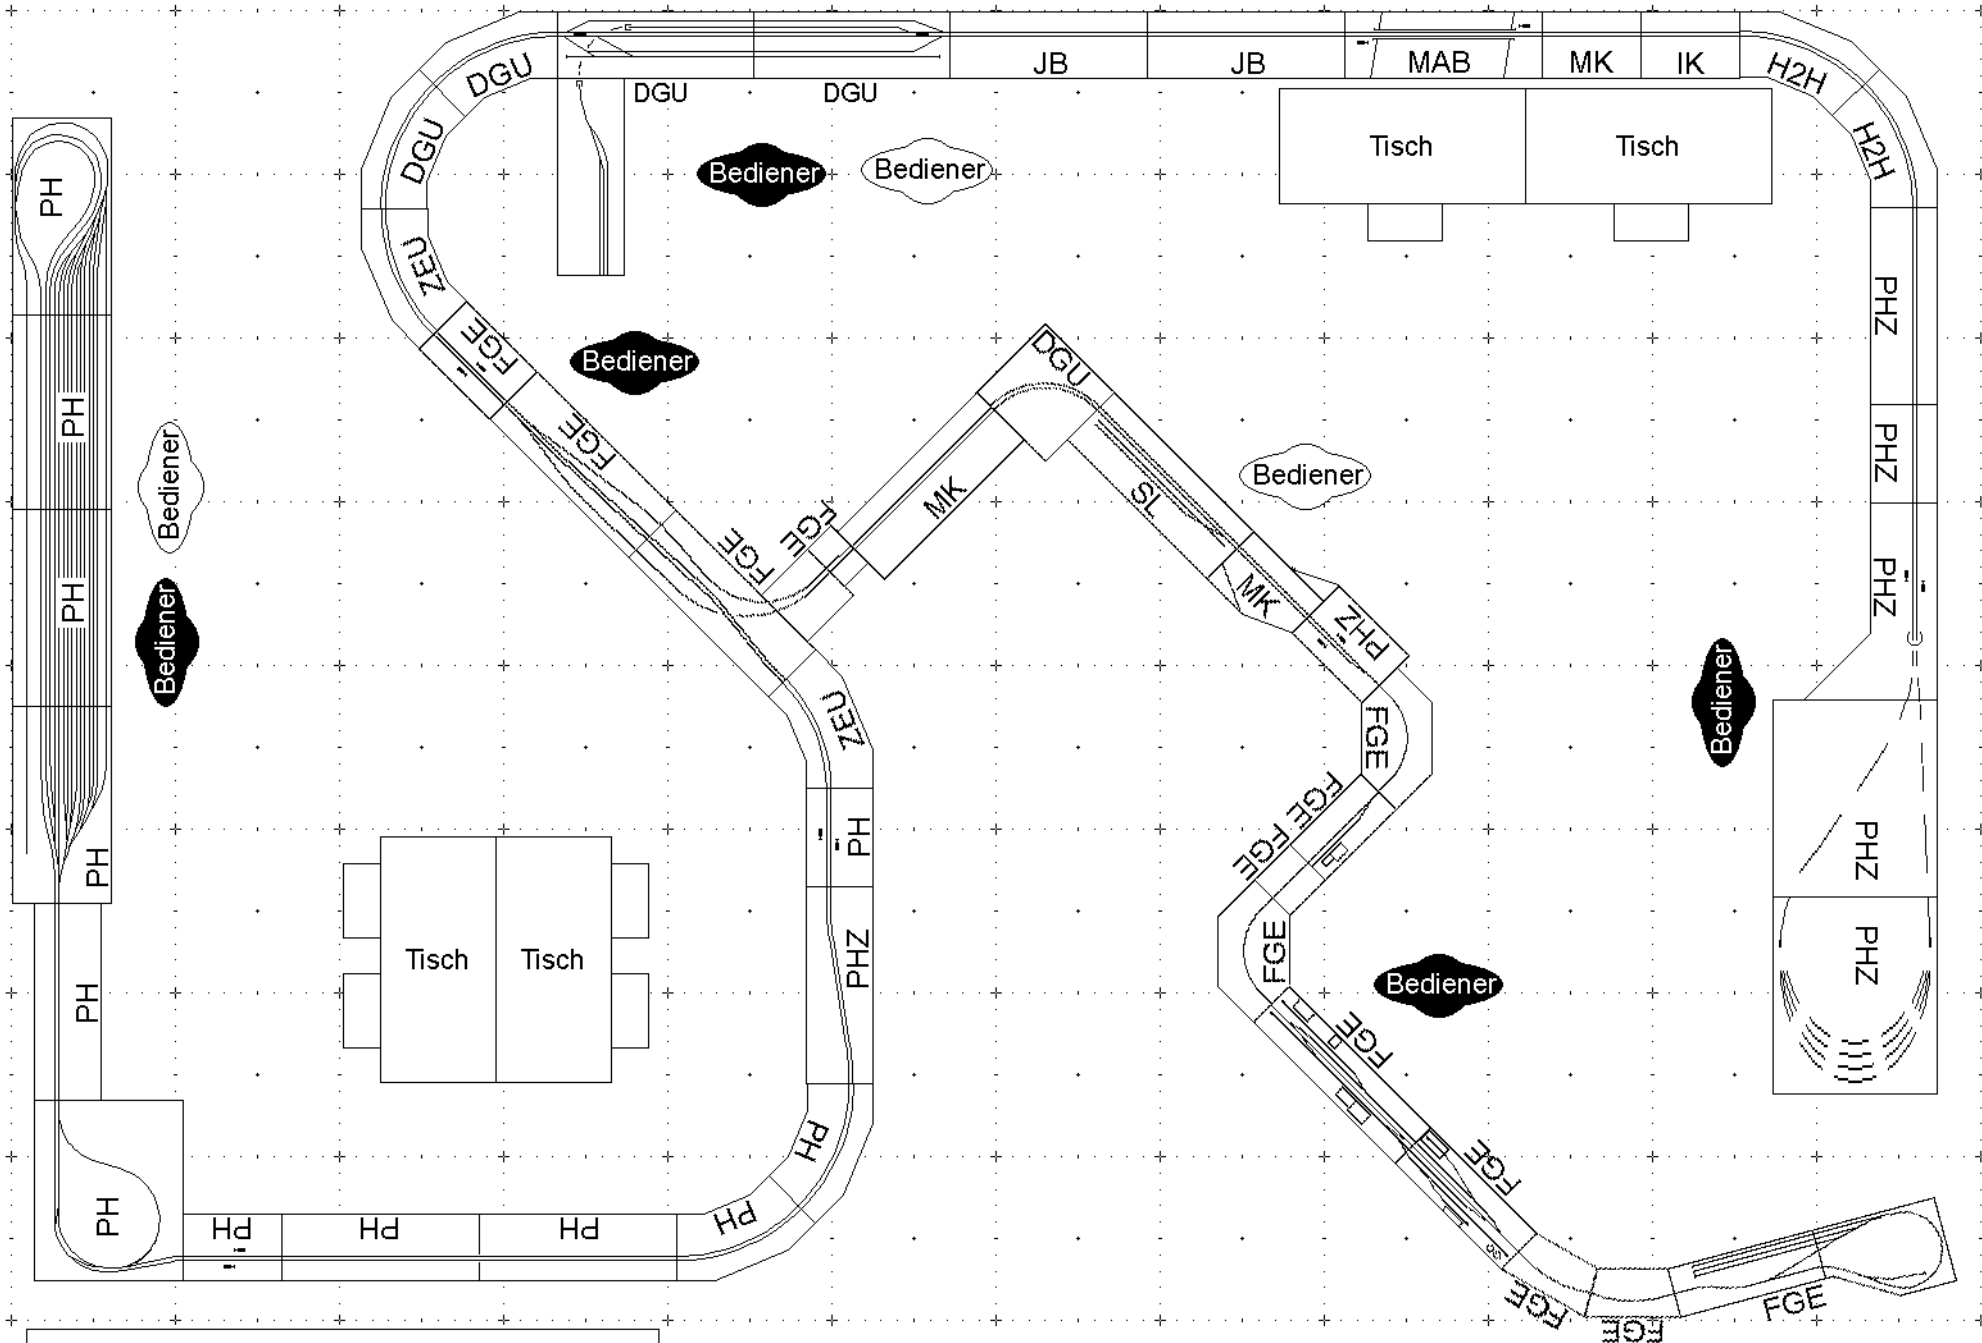 DGU
DGU
DGU
DGU
JB
JB
MAB
MK
IK
H2H
H2H
Tisch
Tisch
Bediener
Bediener
PH
ZEU
FGE
Bediener
PHZ
DGU
PH
FGE
Bediener
MK
SL
Bediener
PHZ
FGE
FGE
PH
Bediener
MK
PHZ
PHZ
ZEU
FGE
Bediener
FGE
FGE
PH
PH
PHZ
Tisch
Tisch
PHZ
FGE
PHZ
Bediener
PH
FGE
PH
FGE
PH
PH
PH
PH
PH
FGE
FGE
FGE